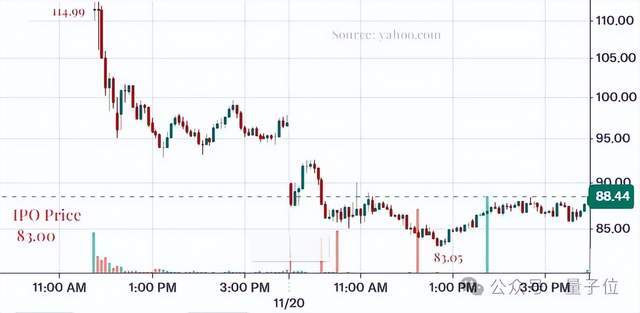 114.99
110.00
Source: yahoo.com
105.00
100.00
95.00
90.00
88.44
IPO Price
83.00
85.00
83.05
11:00 AM
1:00 PM
3:00 PM
11:00 AM
1:00 PM
3:00 PM
11/20
公众号 · 量子位